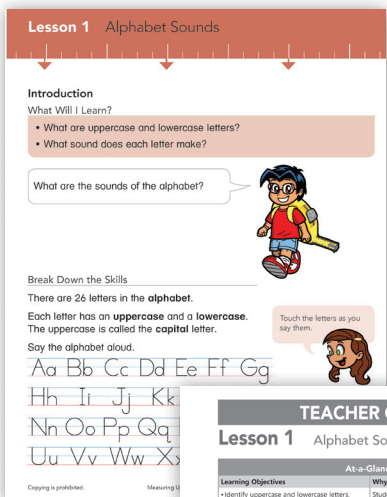 Lesson 1 Alphabet Sounds
Introduction
What Will I Learn?
• What are uppercase and lowercase letters?
• What sound does each letter make?
What are the sounds of the alphabet?
Break Down the Skills
There are 26 letters in the alphabet.
Each letter has an uppercase and a lowercase.
The uppercase is called the capital letter.
Say the alphabet aloud.
Touch the letters as you
say them.
Aa Bb Cc Dd Ee Ff Gg
Hh Ii Jj Kk
Nn Oo Pp Qq
Uu Vv Ww Xx
Copying is prohibited.
Measuring
TEACHER
Lesson 1 Alphabet
At-a-Glan
Learning Objectives
Why
• Identify uppercase and lowercase letters.